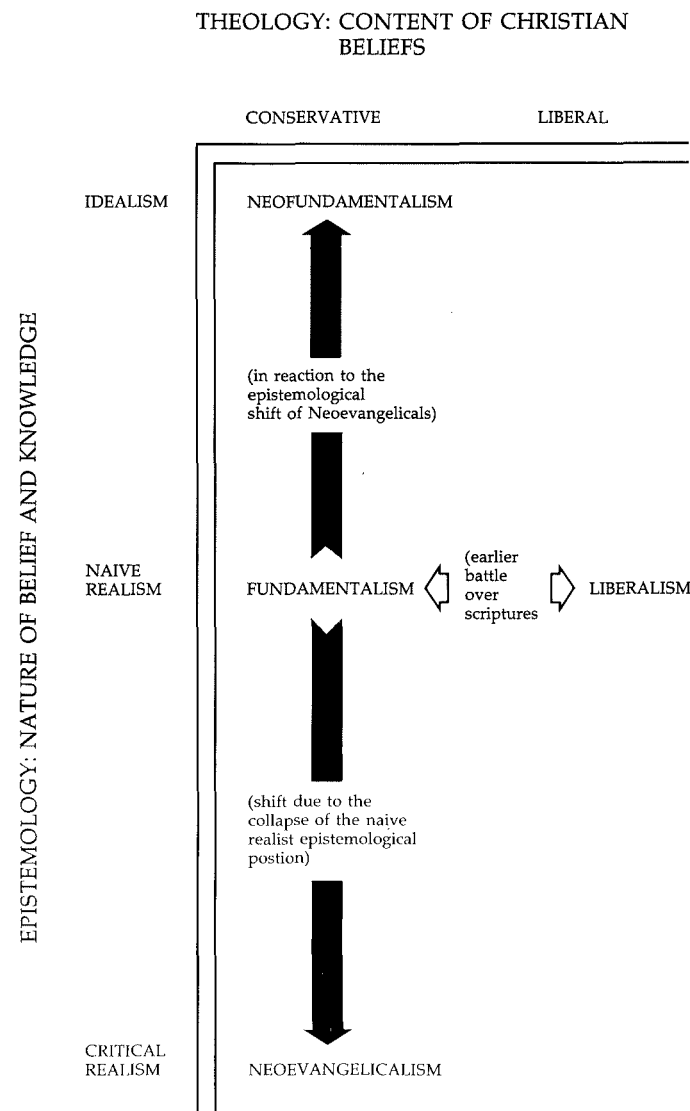 THEOLOGY: CONTENT OF CHRISTIAN
BELIEFS
CONSERVATIVE LIBERAL
IDEALISM NEOFUNDAMENTALISM
(in reaction to the
epistemological
shift of Neoevangelicals)
EPISTEMOLOGY: NATURE OF BELIEF AND KNOWLEDGE
NAIVE
REALISM
FUNDAMENTALISM
(earlier
battle
over
scriptures
LIBERALISM
(shift due to the
collapse of the naive
realist epistemological
postion)
CRITICAL
REALISM
NEOEVANGELICALISM